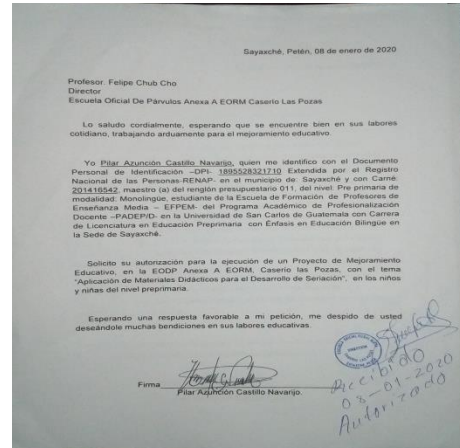 Sayaxché, Petén, 08 de enero de 2020
Profesor. Felipe Chub Cho
Director
Escuela Oficial De Párvulos Anexa A EORM Caserío Las Pozas
Lo saludo cordialmente, esperando que se encuentre bien en sus labores
cotidiano, trabajando arduamente para el mejoramiento educativo.
Yo Pilar Azunción Castillo Navarijo, quien me identifico con el Documento
Personal de Identificación –DPI- 1895528321710 Extendida por el Registro
Nacional de las Personas-RENAP- en el municipio de: Sayaxché y con Carné:
201416542, maestro (a) del renglón presupuestario 011, del nivel: Pre primaria de
modalidad: Monolingüe, estudiante de la Escuela de Formación de Profesores de
Enseñanza Media – EFPEM- del Programa Académico de Profesionalización
Docente –PADEP/D- en la Universidad de San Carlos de Guatemala con Carrera
de Licenciatura en Educación Preprimaria con Énfasis en Educación Bilingüe en
la Sede de Sayaxché.
Solicito su autorización para la ejecución de un Proyecto de Mejoramiento
Educativo, en la EODP Anexa A EORM, Caserío las Pozas, con el tema
“Aplicación de Materiales Didácticos para el Desarrollo de Seriación”, en los niños
y niñas del nivel preprimaria.
Esperando una respuesta favorable a mi petición, me despido de usted
deseándole muchas bendiciones en sus labores educativas.
Firma
Pilar Azunción Castillo Navarijo.
Recibido
08-01-2020
Autorizado